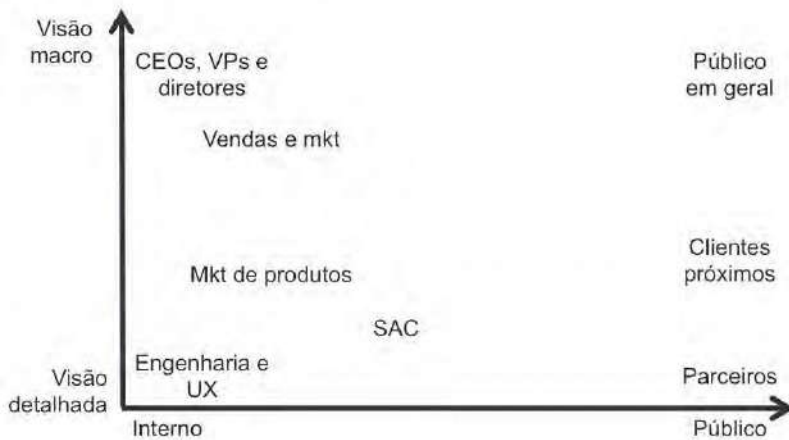 Visão
macro
CEOs, VPs e
diretores
Público
em geral
Vendas e mkt
Clientes
próximos
Mkt de produtos
SAC
Engenharia e
UX
Parceiros
Visão
detalhada
Interno
Público